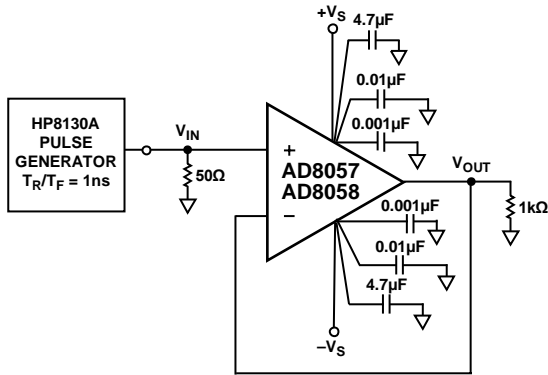 +VS
4.7µF
0.01µF
0.001µF
HP8130A
PULSE
GENERATOR
TR/TF = 1ns
VIN
50Ω
+
AD8057
AD8058
–
VOUT
1kΩ
0.001µF
0.01µF
4.7µF
–VS